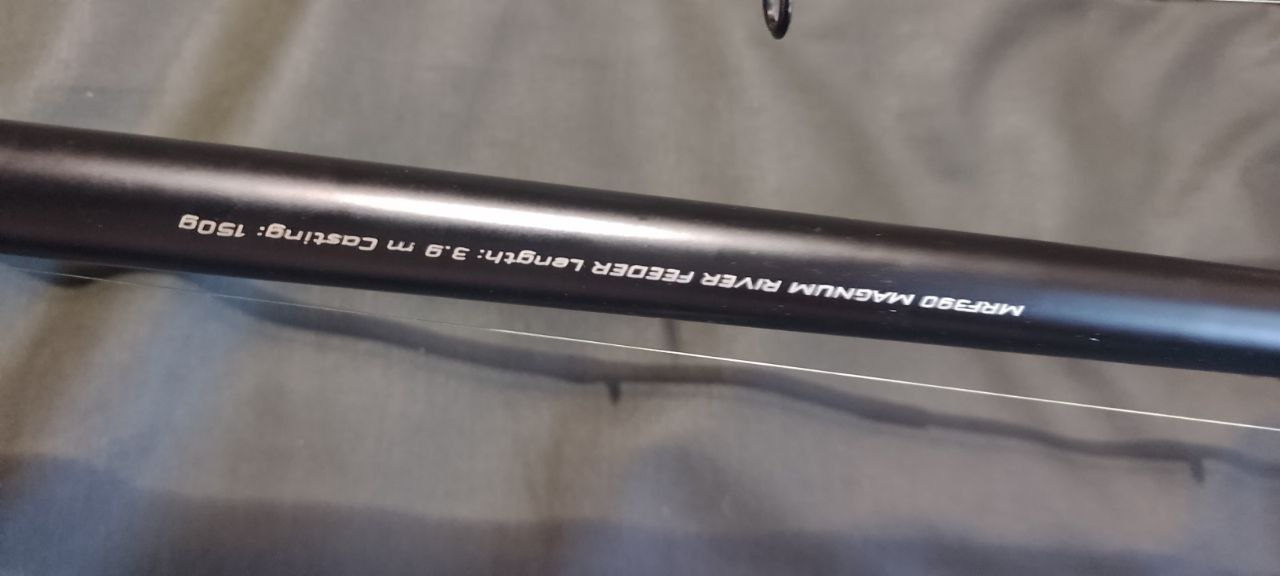 MRF390 MAGNUM RIVER FEEDER Length: 3.9 m Casting: 150g